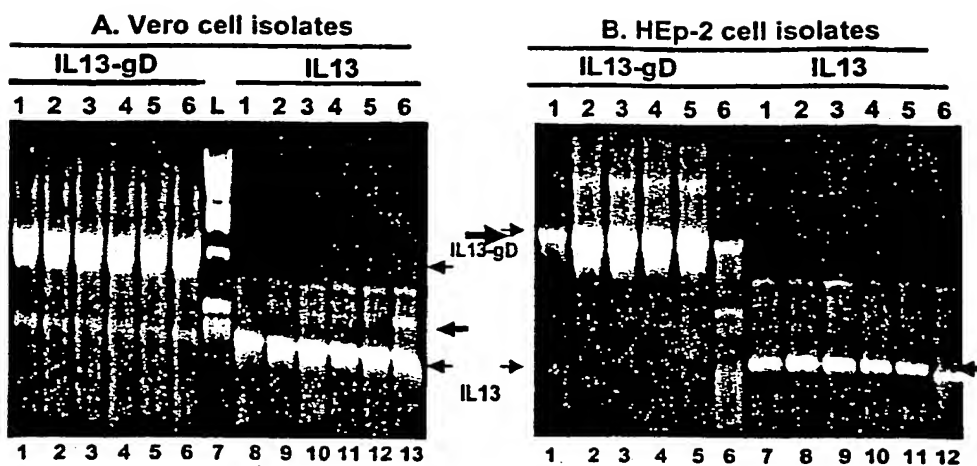 A. Vero cell isolates
IL13-gD IL13
1 2 3 4 5 6 L 1 2 3 4 5 6
1 2 3 4 5 6 7 8 9 10 11 12 13
IL13-gD
IL13
B. HEp-2 cell isolates
IL13-gD IL13
1 2 3 4 5 6 1 2 3 4 5 6
1 2 3 4 5 6 7 8 9 10 11 12